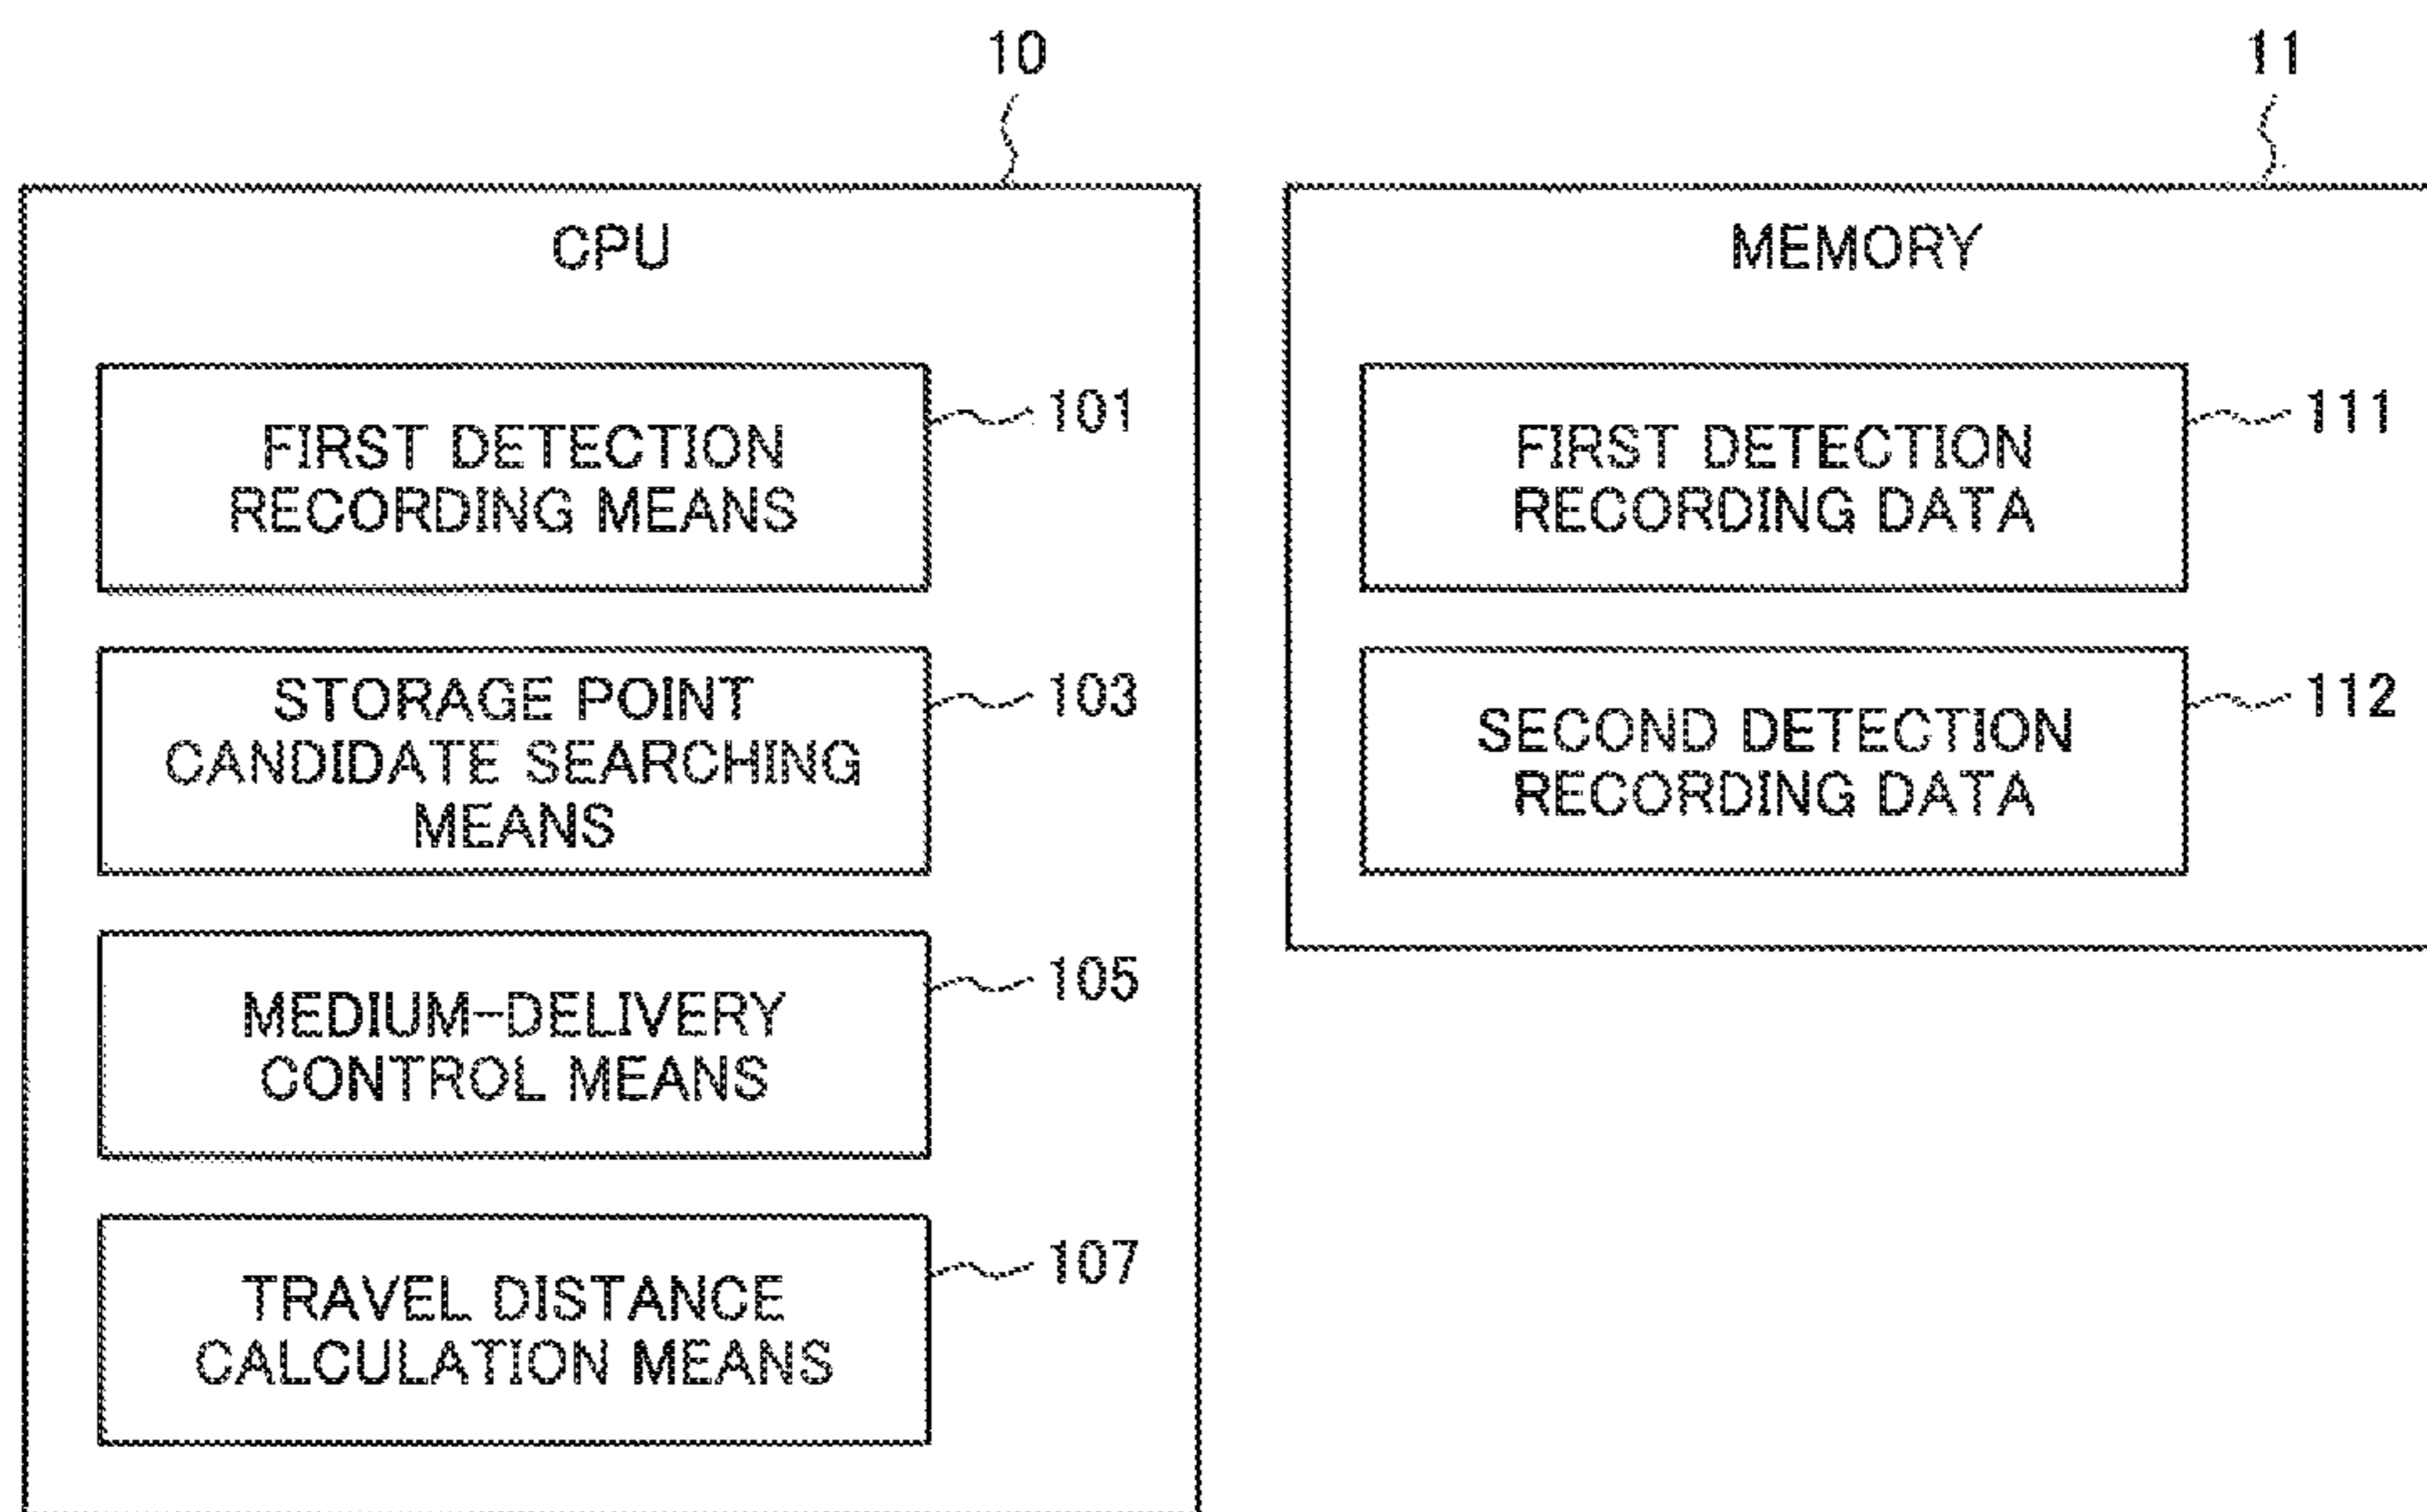 10
CPU
FIRST DETECTION
RECORDING MEANS
101
STORAGE POINT
CANDIDATE SEARCHING
MEANS
103
MEDIUM-DELIVERY
CONTROL MEANS
105
TRAVEL DISTANCE
CALCULATION MEANS
107
11
MEMORY
FIRST DETECTION
RECORDING DATA
111
SECOND DETECTION
RECORDING DATA
112